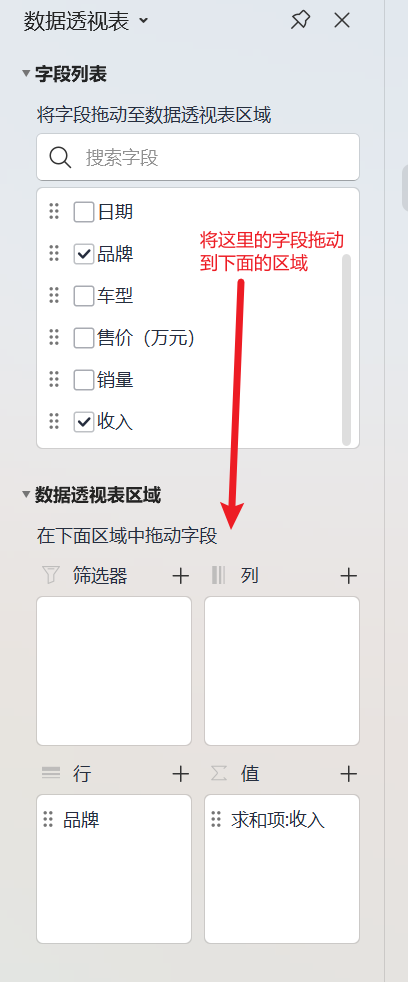 数据透视表
字段列表
将字段拖动至数据透视表区域
搜索字段
日期
品牌
将这里的字段拖动
到下面的区域
车型
售价（万元）
销量
收入
数据透视表区域
在下面区域中拖动字段
筛选器
列
行
值
品牌
求和项:收入